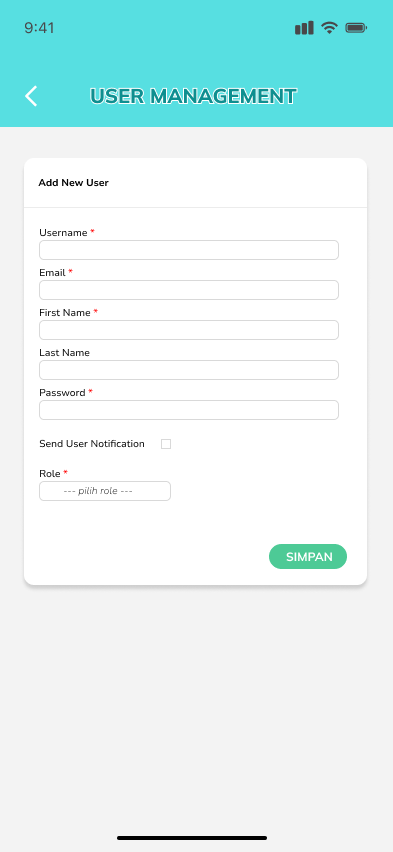 9:41
USER MANAGEMENT
Add New User
Username *
Email *
First Name *
Last Name
Password *
Send User Notification
Role *
--- pilih role ---
SIMPAN